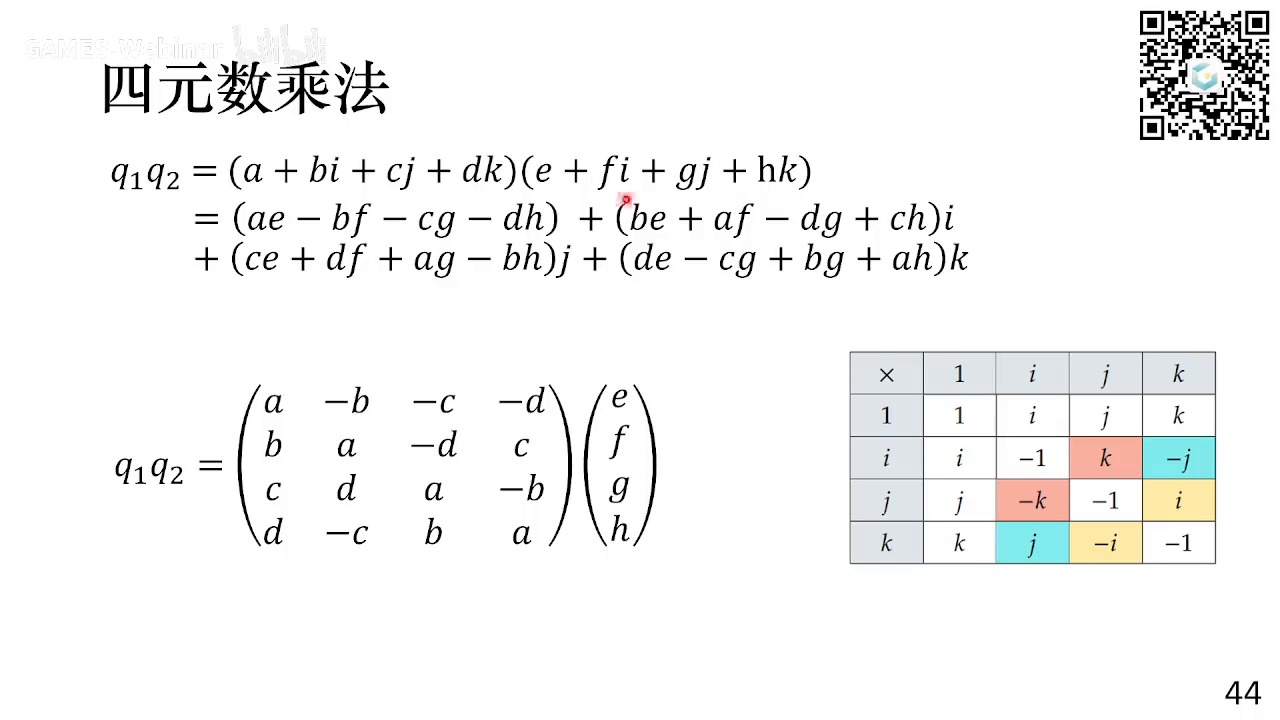 GAMES-Webinar bilibili
四元数乘法
q₁q₂ = (a + bi + cj + dk)(e + fi + gj + hk)
= (ae − bf − cg − dh) + (be + af − dg + ch)i
+ (ce + df + ag − bh)j + (de − cg + bg + ah)k
q₁q₂ =
a −b −c −d e
b a −d c f
c d a −b g
d −c b a h
× 1 i j k
1 1 i j k
i i −1 k −j
j j −k −1 i
k k j −i −1
44